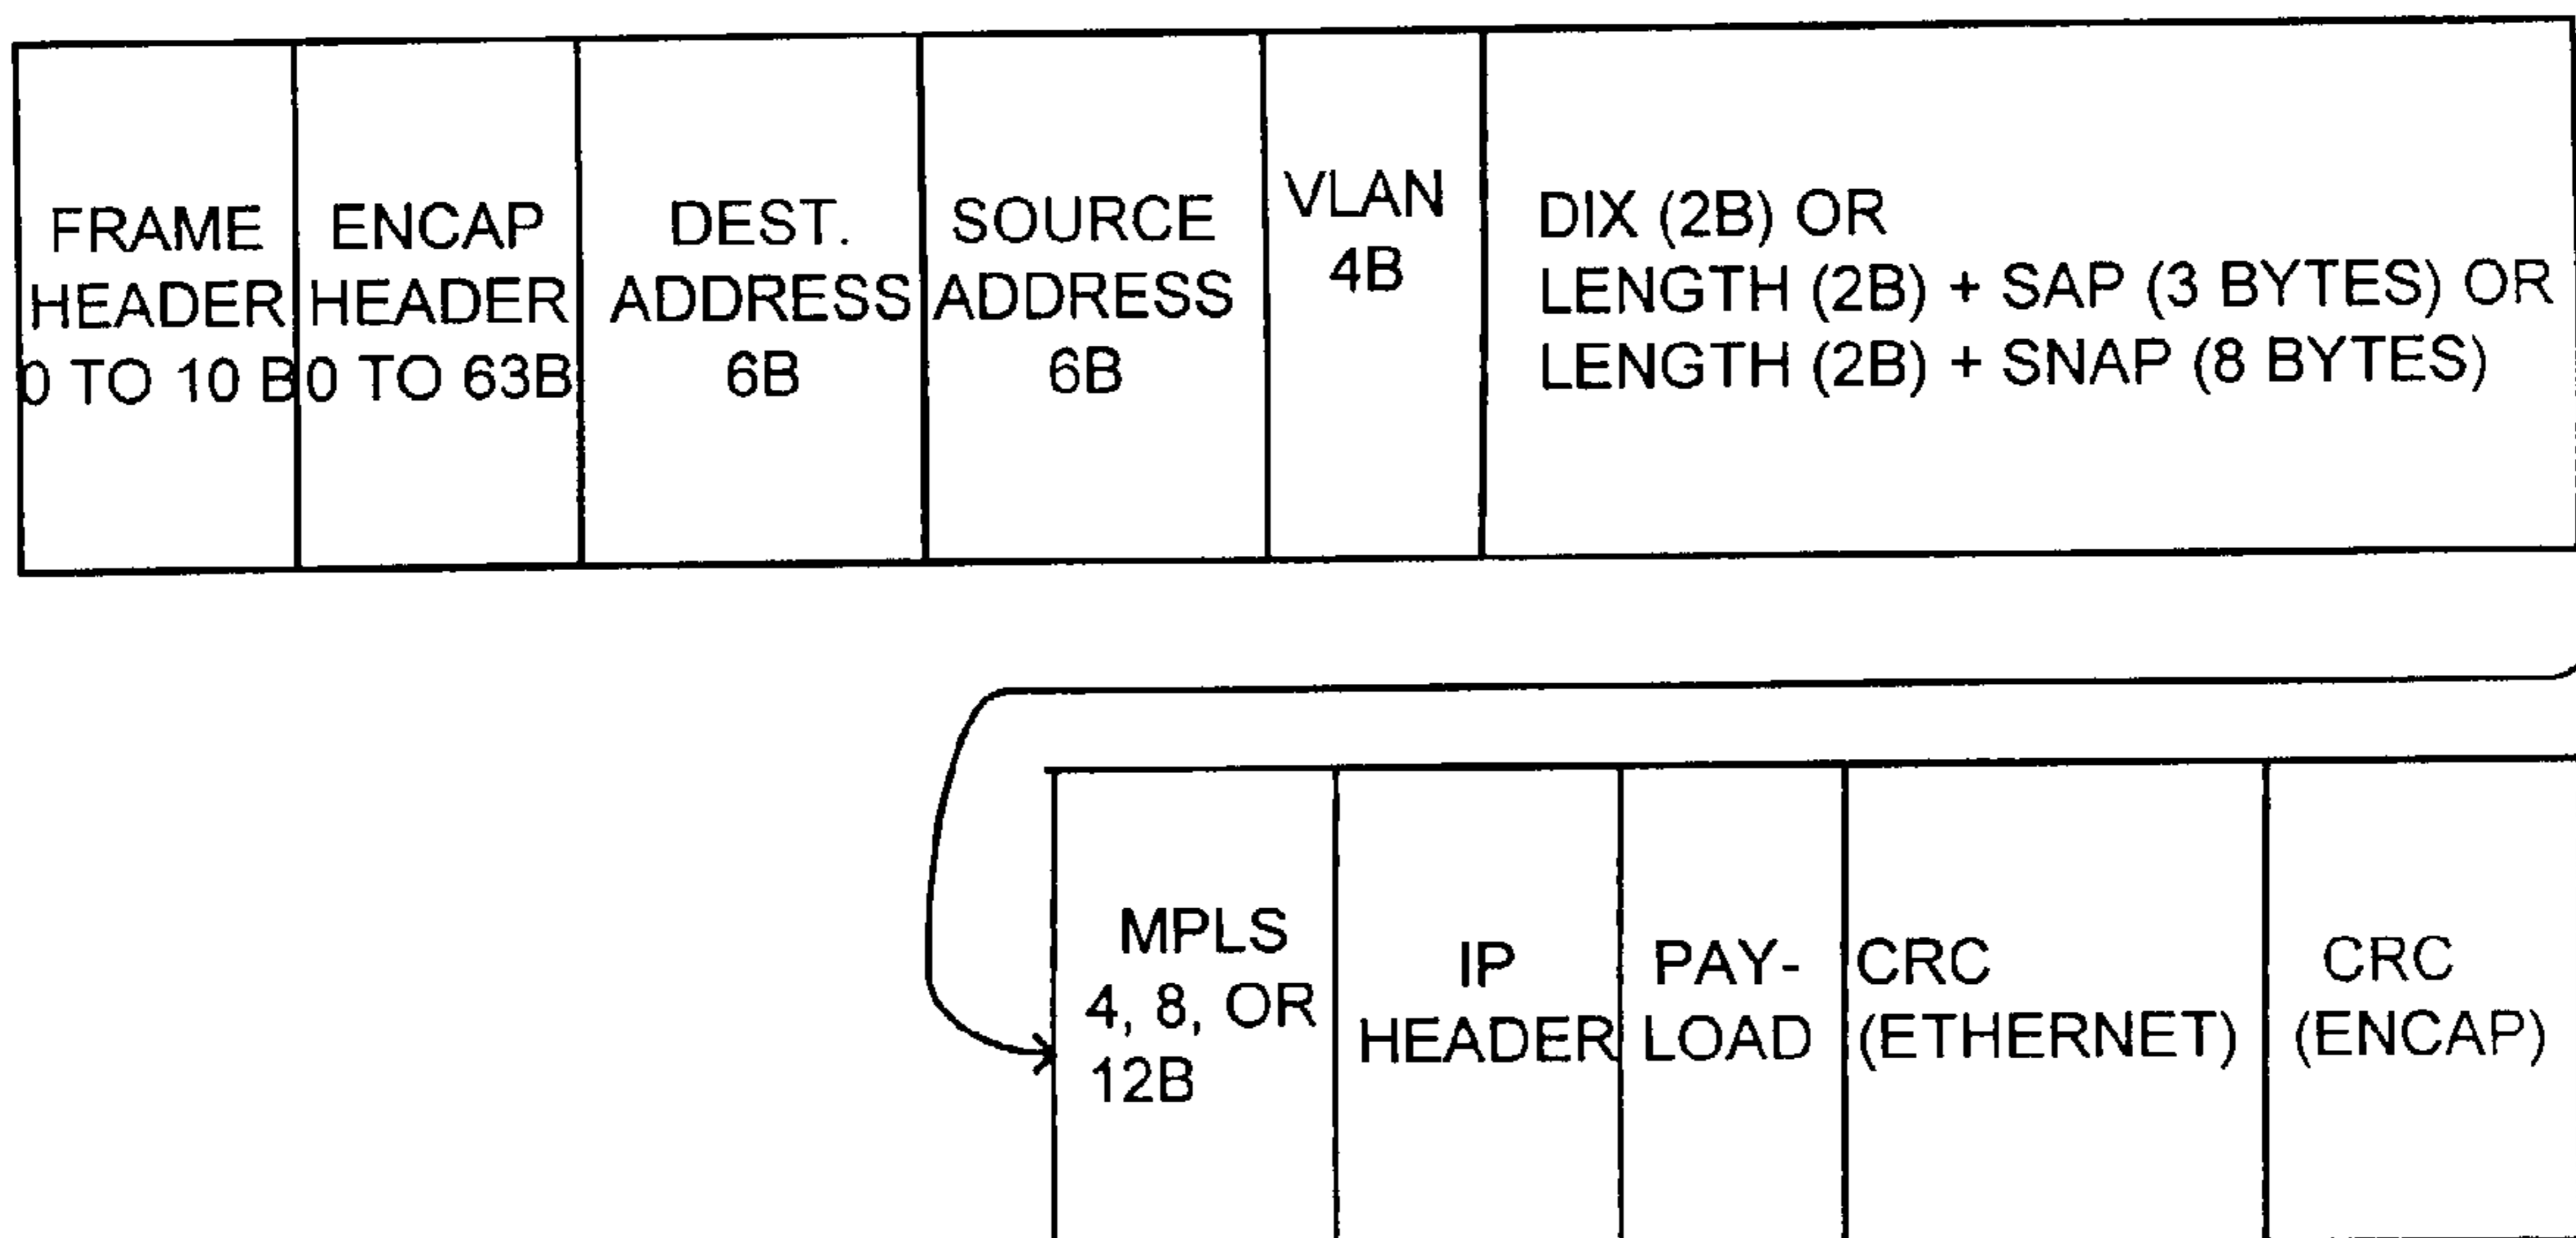 FRAME
HEADER
0 TO 10 B
ENCAP
HEADER
0 TO 63B
DEST.
ADDRESS
6B
SOURCE
ADDRESS
6B
VLAN
4B
DIX (2B) OR
LENGTH (2B) + SAP (3 BYTES) OR
LENGTH (2B) + SNAP (8 BYTES)
MPLS
4, 8, OR
12B
IP
HEADER
PAY-
LOAD
CRC
(ETHERNET)
CRC
(ENCAP)